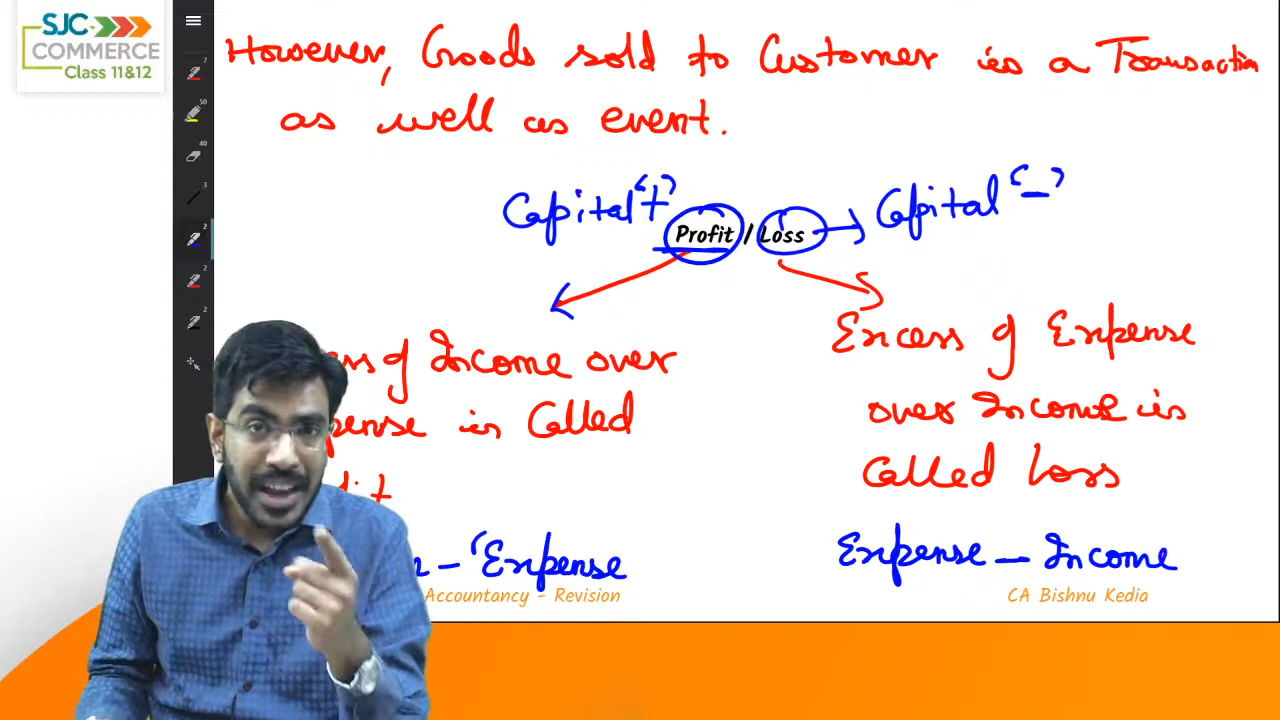 SJC
COMMERCE
Class 11&12
However, Goods sold to Customer is a Transaction
as well as event.
Capital "+"
Profit / Loss
Capital "-"
of Income over
is Called
Excess of Expense
over Income is
Called Loss
- Expense
Expense - Income
Accountancy - Revision
CA Bishnu Kedia